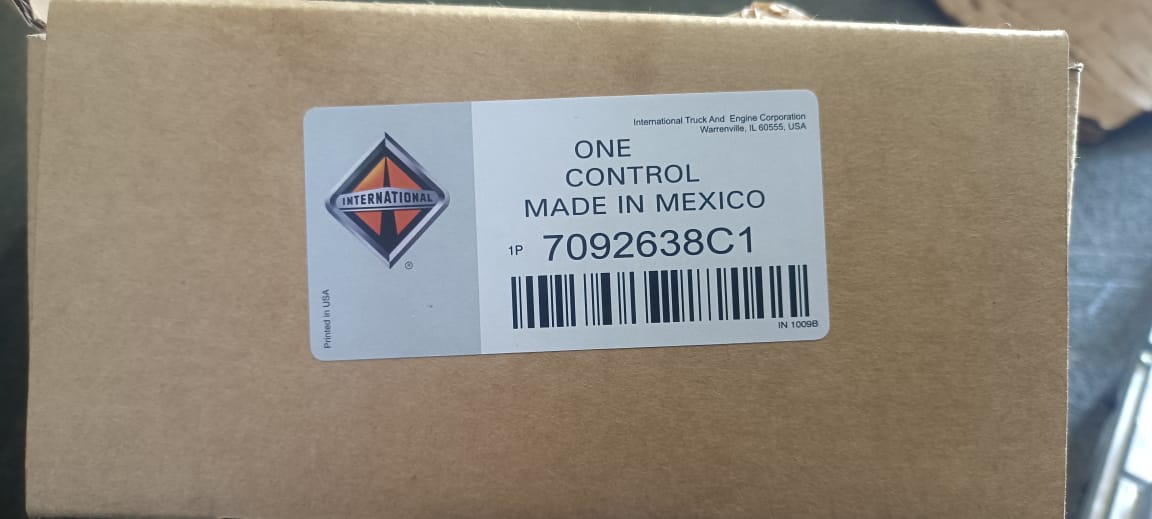 International Truck And Engine Corporation
Warrenville, IL 60555, USA
ONE
CONTROL
MADE IN MEXICO
1P 7092638C1
IN 1009B
INTERNATIONAL
®
Printed in USA